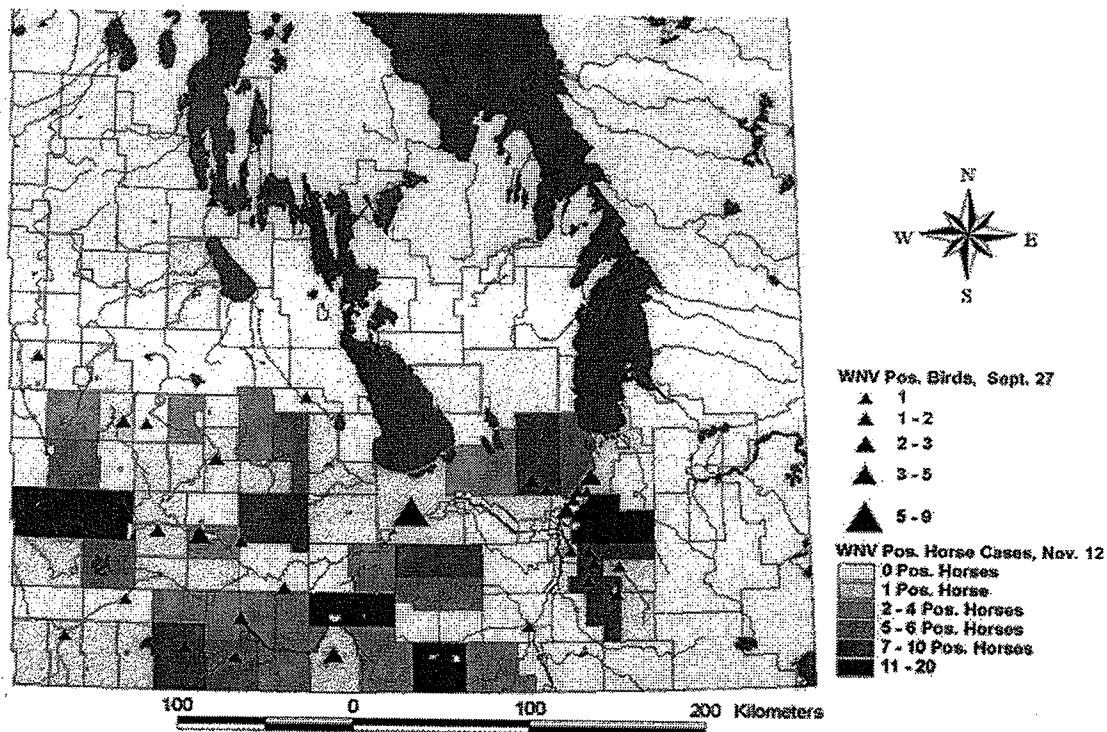 N
W E
S
WNV Pos. Birds, Sept. 27
1
1 - 2
2 - 3
3 - 5
5 - 9
WNV Pos. Horse Cases, Nov. 12
0 Pos. Horses
1 Pos. Horse
2 - 4 Pos. Horses
5 - 6 Pos. Horses
7 - 10 Pos. Horses
11 - 20
100 0 100 200 Kilometers